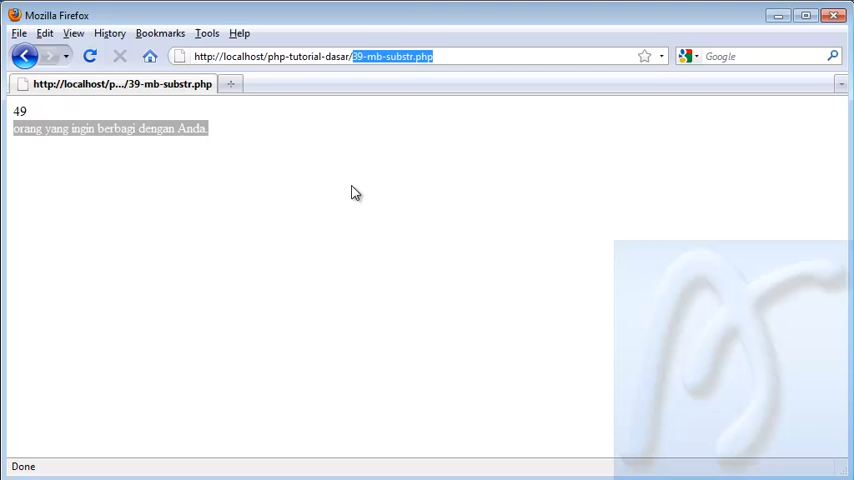 Mozilla Firefox
File Edit View History Bookmarks Tools Help
http://localhost/php-tutorial-dasar/39-mb-substr.php
Google
http://localhost/p.../39-mb-substr.php
49
orang yang ingin berbagi dengan Anda.
Done